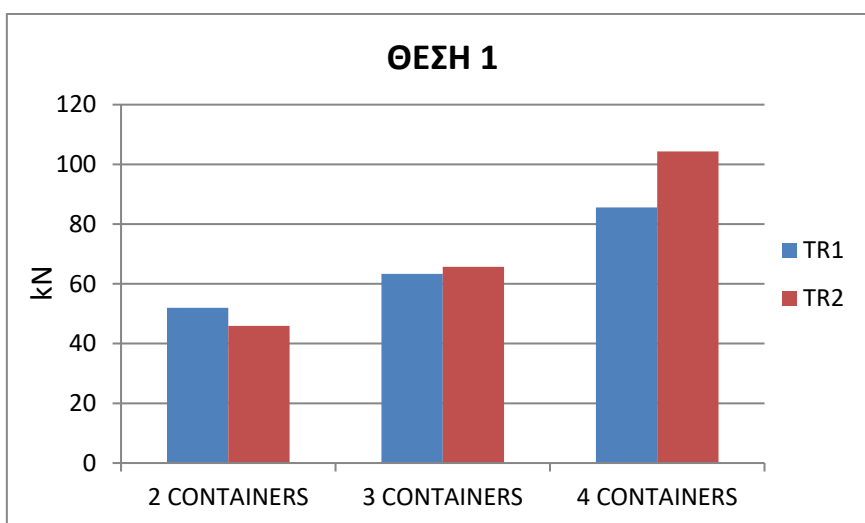 ΘΕΣΗ 1
120
100
80
60
40
20
0
kN
2 CONTAINERS
3 CONTAINERS
4 CONTAINERS
TR1
TR2